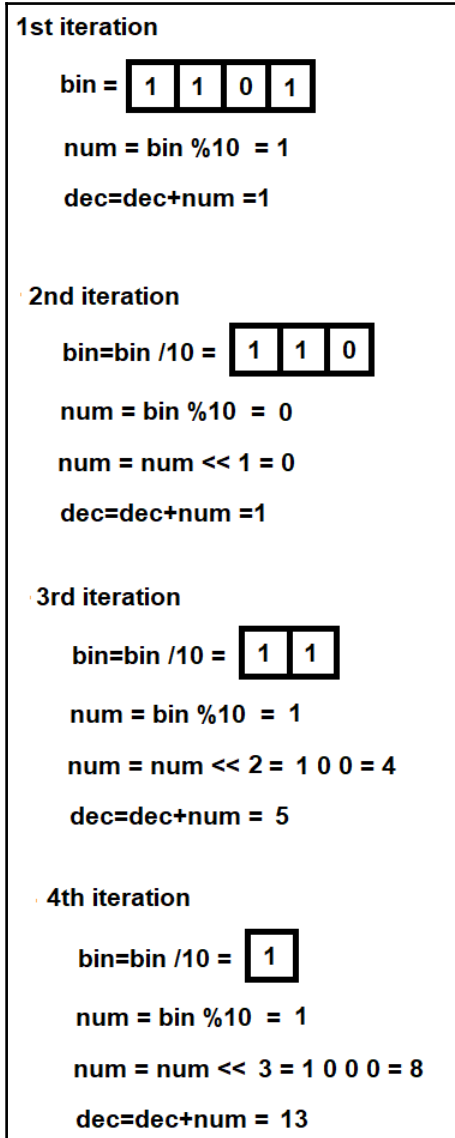 1st iteration
bin = 1 1 0 1
num = bin %10 = 1
dec=dec+num =1
2nd iteration
bin=bin /10 = 1 1 0
num = bin %10 = 0
num = num << 1 = 0
dec=dec+num =1
3rd iteration
bin=bin /10 = 1 1
num = bin %10 = 1
num = num << 2 = 1 0 0 = 4
dec=dec+num = 5
4th iteration
bin=bin /10 = 1
num = bin %10 = 1
num = num << 3 = 1 0 0 0 = 8
dec=dec+num = 13